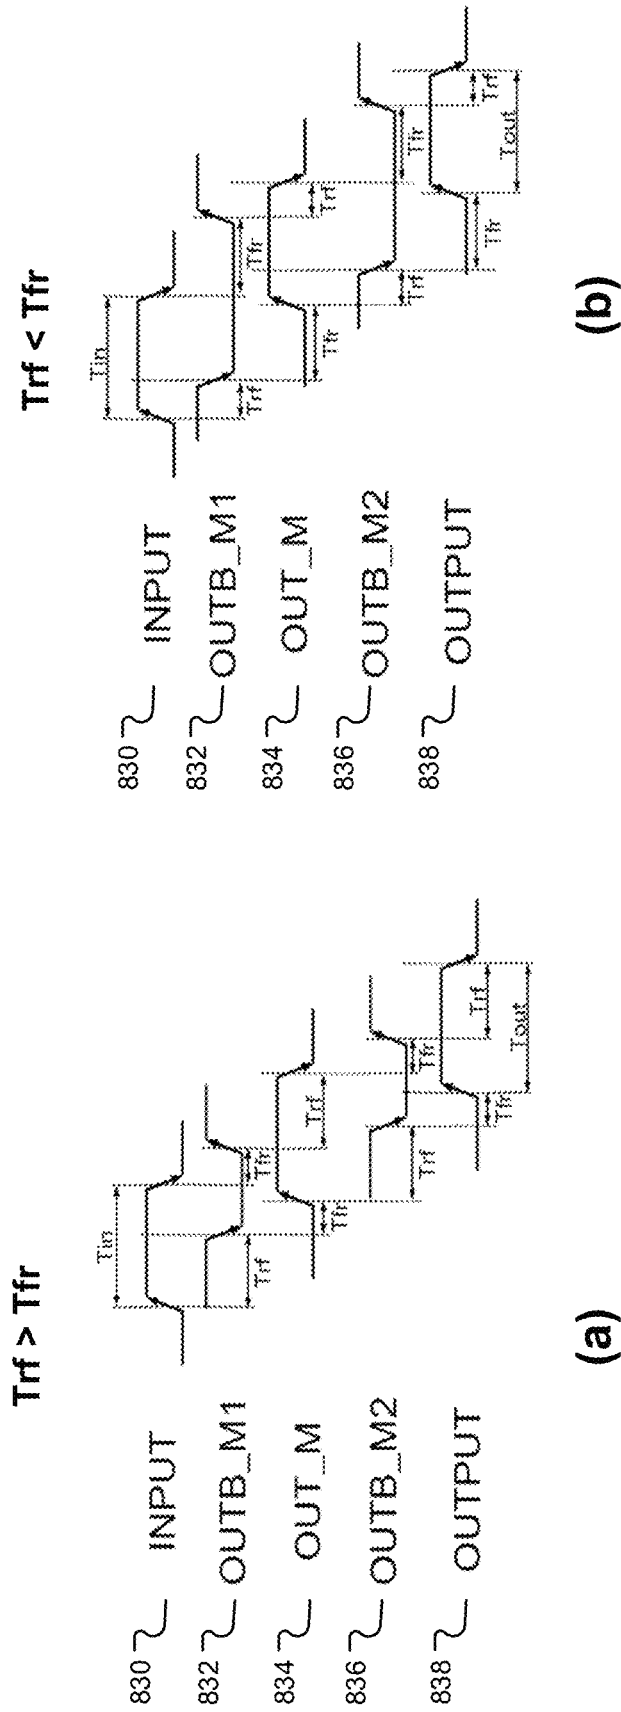 Trf > Tfr
830 INPUT
Tin
832 OUTB_M1
Trf
Tfr
834 OUT_M
Tfr
Trf
836 OUTB_M2
Trf
Tfr
838 OUTPUT
Tfr
Trf
Tout
(a)
Trf < Tfr
830 INPUT
Tin
832 OUTB_M1
Trf
Tfr
834 OUT_M
Tfr
Trf
836 OUTB_M2
Trf
Tfr
838 OUTPUT
Tfr
Trf
Tout
(b)